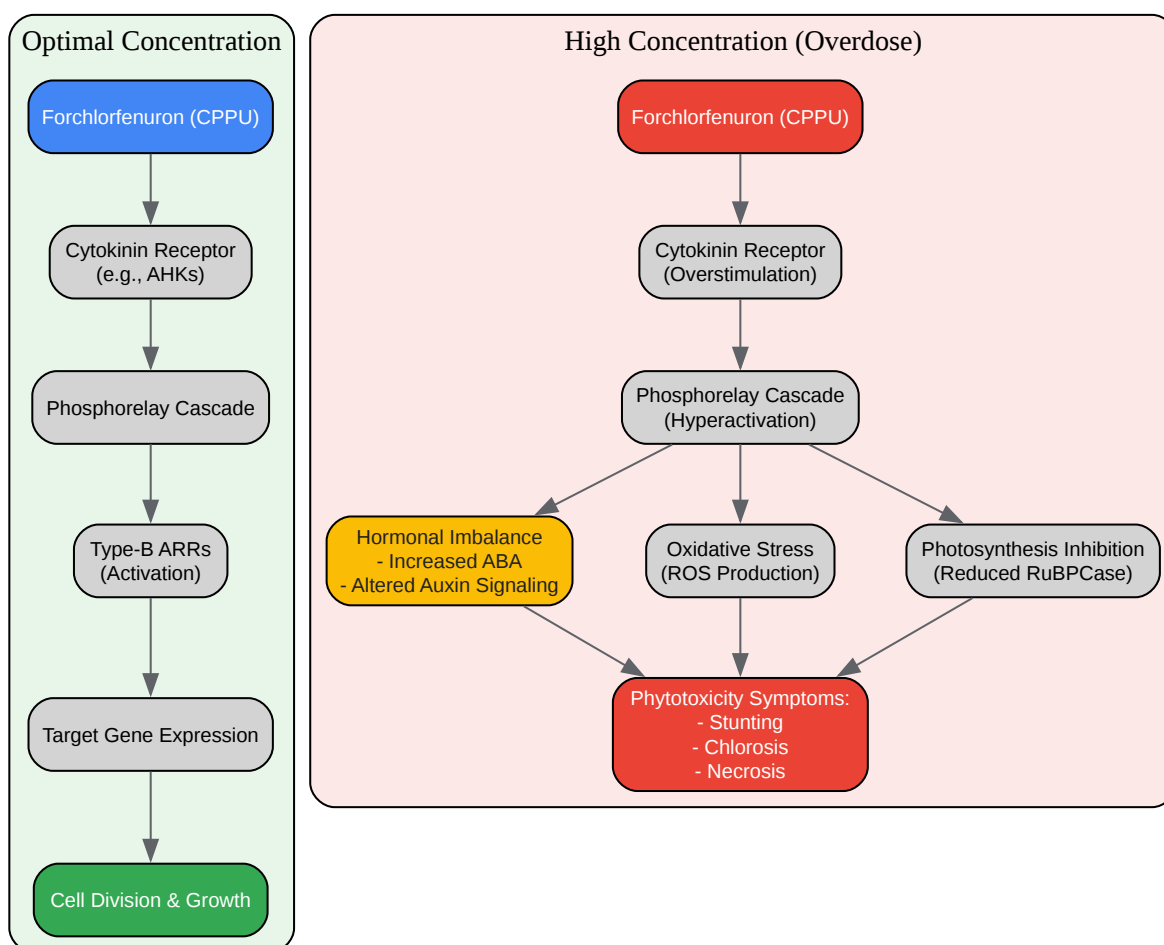 Optimal Concentration
Forchlorfenuron (CPPU)
Cytokinin Receptor
(e.g., AHKs)
Phosphorelay Cascade
Type-B ARRs
(Activation)
Target Gene Expression
Cell Division & Growth
High Concentration (Overdose)
Forchlorfenuron (CPPU)
Cytokinin Receptor
(Overstimulation)
Phosphorelay Cascade
(Hyperactivation)
Hormonal Imbalance
- Increased ABA
- Altered Auxin Signaling
Oxidative Stress
(ROS Production)
Photosynthesis Inhibition
(Reduced RuBPCase)
Phytotoxicity Symptoms:
- Stunting
- Chlorosis
- Necrosis